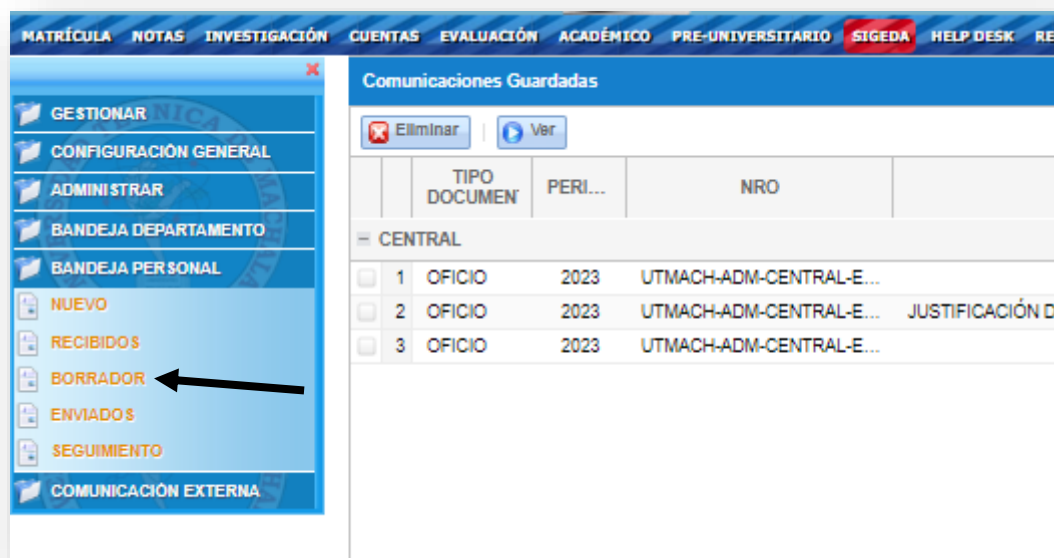 MATRÍCULA NOTAS INVESTIGACIÓN CUENTAS EVALUACIÓN ACADÉMICO PRE-UNIVERSITARIO SIGEDA HELP DESK RE
GESTIONAR
CONFIGURACIÓN GENERAL
ADMINISTRAR
BANDEJA DEPARTAMENTO
BANDEJA PERSONAL
NUEVO
RECIBIDOS
BORRADOR
ENVIADOS
SEGUIMIENTO
COMUNICACIÓN EXTERNA
Comunicaciones Guardadas
Eliminar Ver
TIPO DOCUMEN PERI... NRO
CENTRAL
1 OFICIO 2023 UTMACH-ADM-CENTRAL-E...
2 OFICIO 2023 UTMACH-ADM-CENTRAL-E... JUSTIFICACIÓN D
3 OFICIO 2023 UTMACH-ADM-CENTRAL-E...